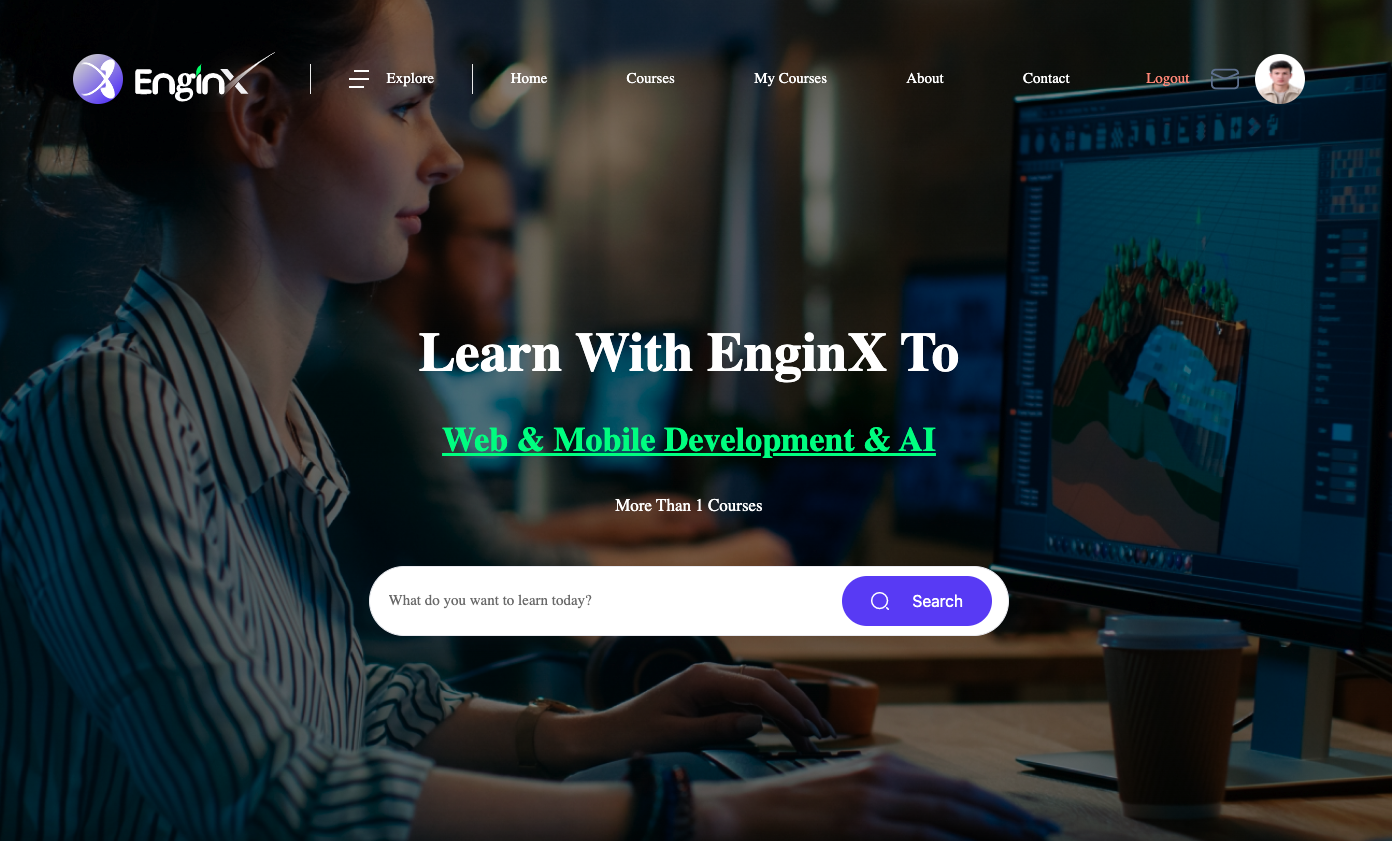 EnginX
Explore
Home
Courses
My Courses
About
Contact
Logout
Learn With EnginX To
Web & Mobile Development & AI
More Than 1 Courses
What do you want to learn today?
Search